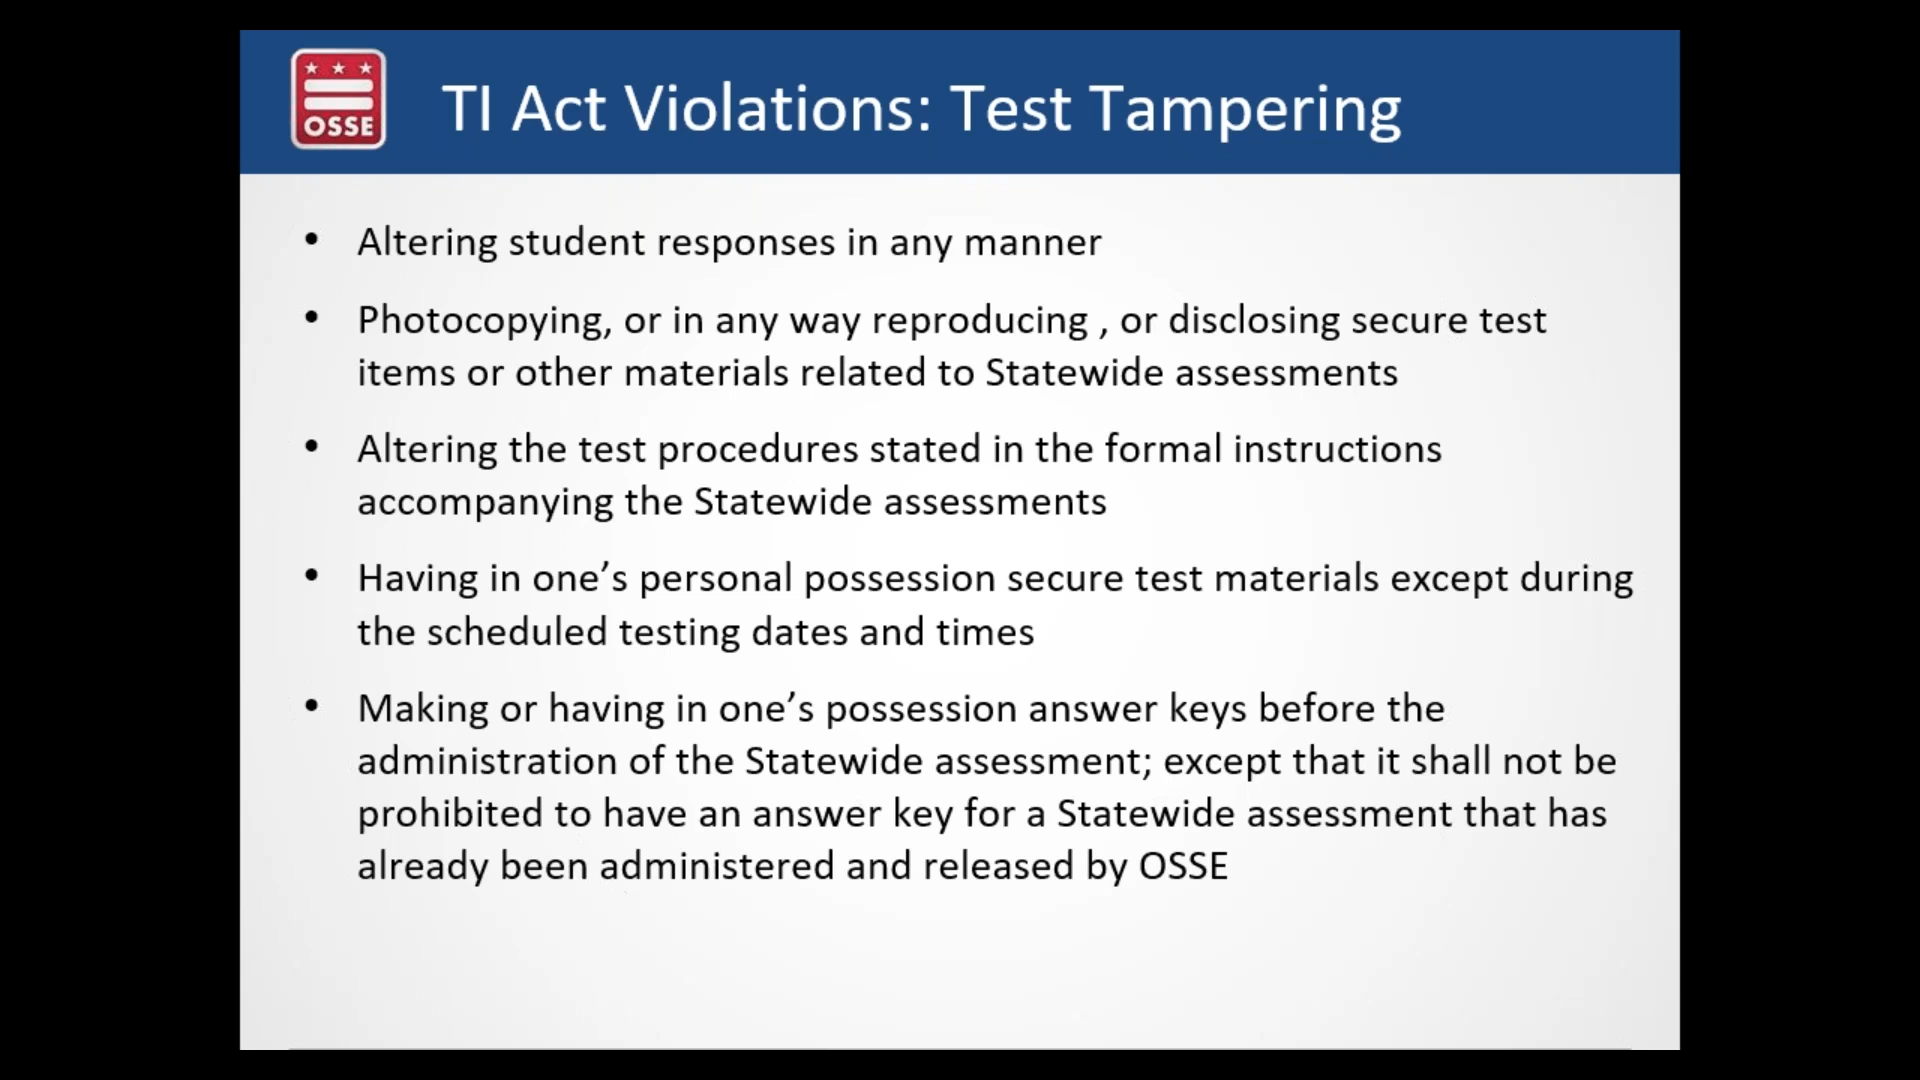 OSSE
TI Act Violations: Test Tampering
• Altering student responses in any manner
• Photocopying, or in any way reproducing , or disclosing secure test
items or other materials related to Statewide assessments
• Altering the test procedures stated in the formal instructions
accompanying the Statewide assessments
• Having in one’s personal possession secure test materials except during
the scheduled testing dates and times
• Making or having in one’s possession answer keys before the
administration of the Statewide assessment; except that it shall not be
prohibited to have an answer key for a Statewide assessment that has
already been administered and released by OSSE